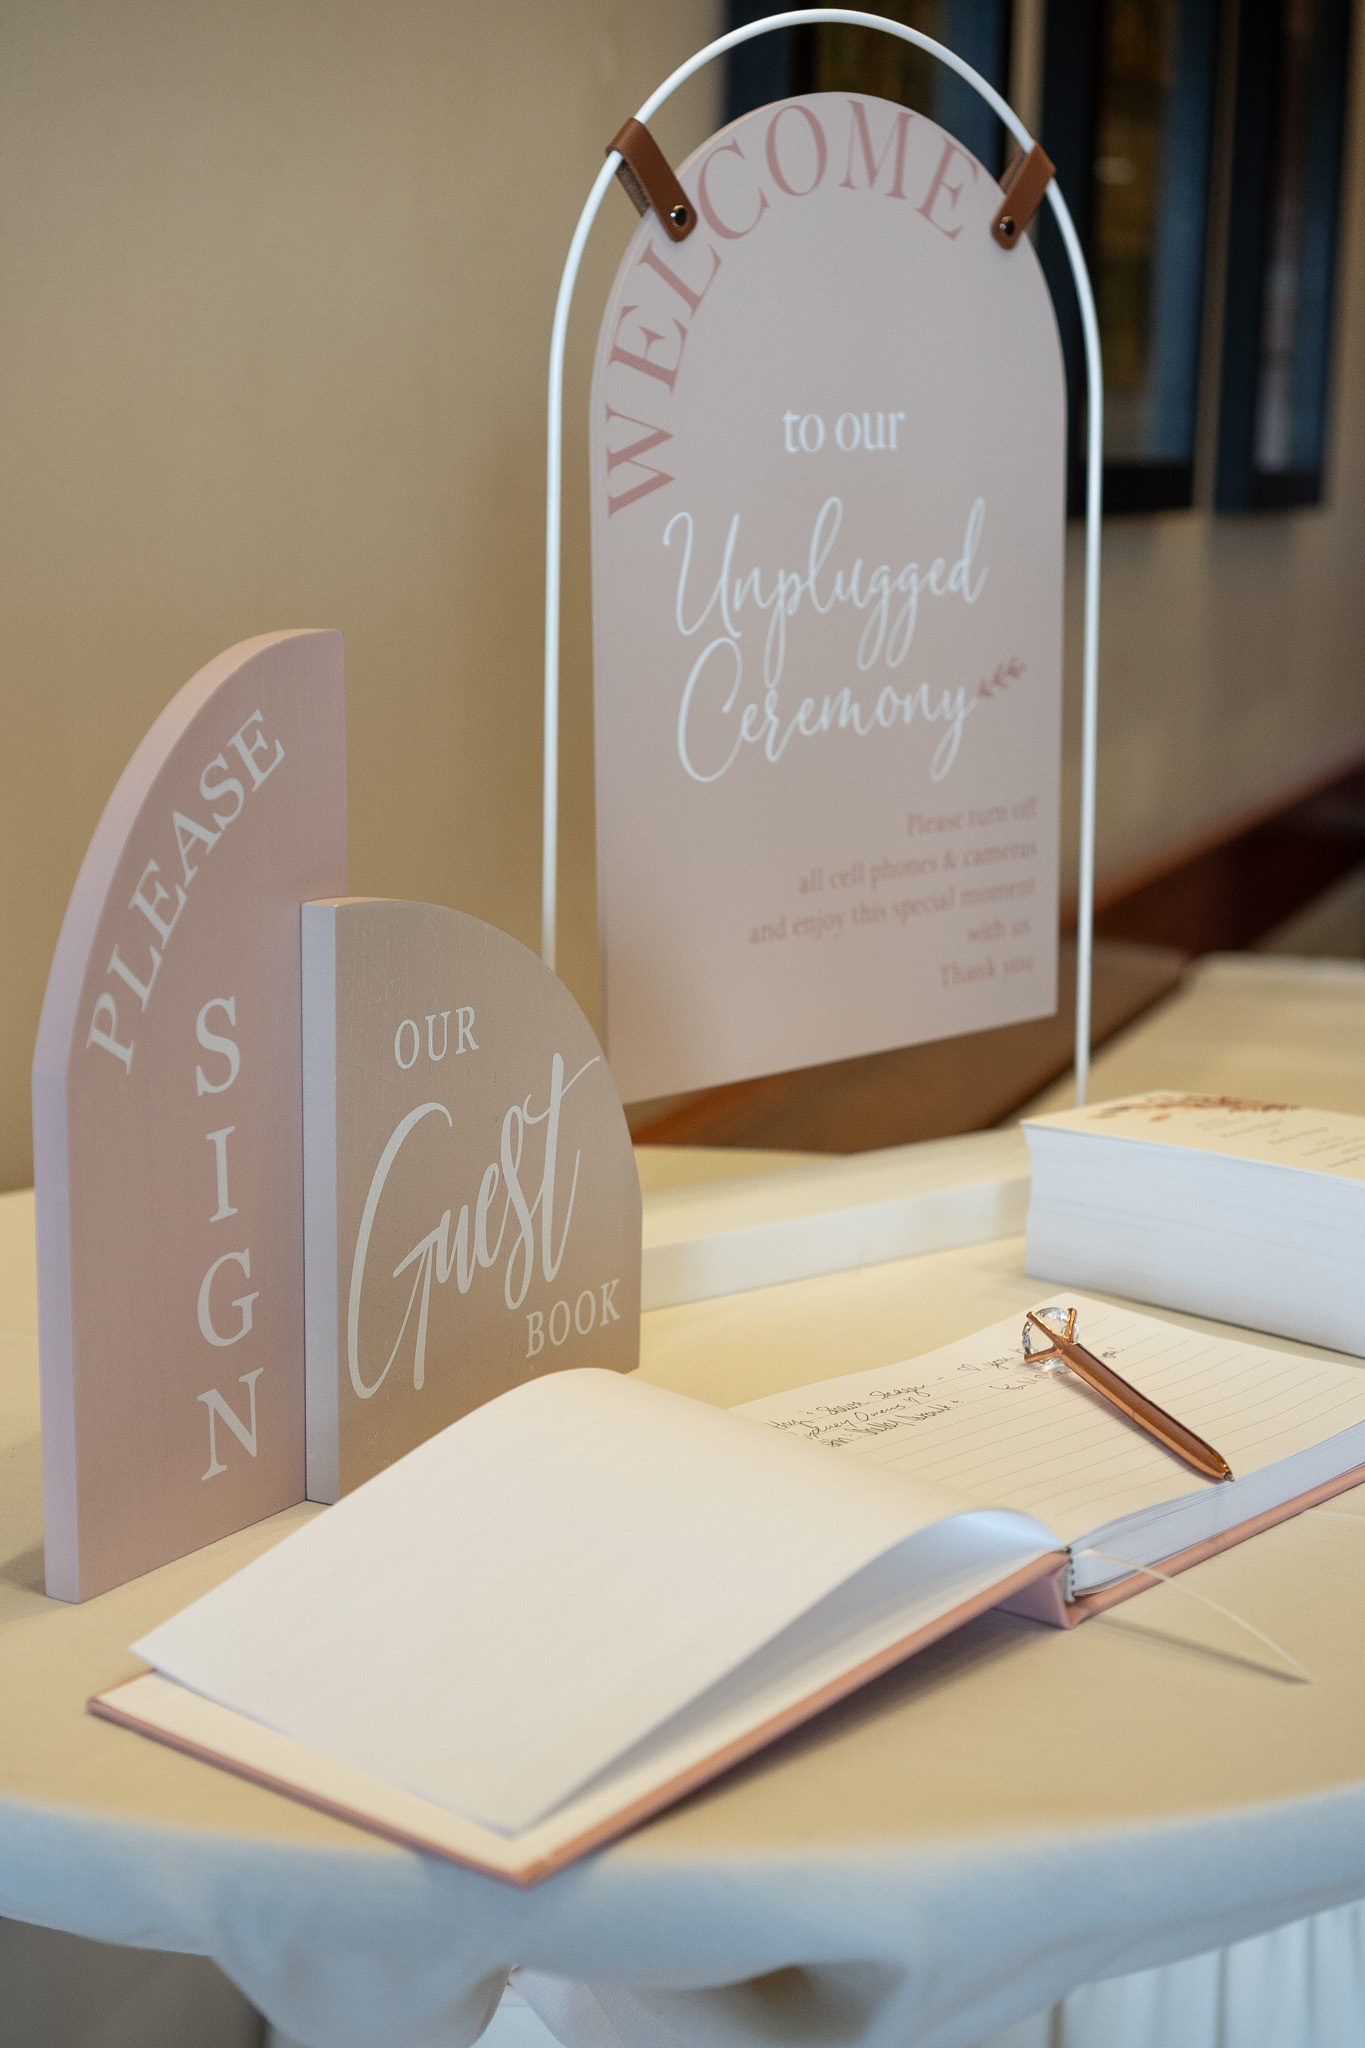 WELCOME
to our
Unplugged
Ceremony
Please turn off
all cell phones & cameras
and enjoy this special moment
with us
Thank you
PLEASE
SIGN
OUR
Guest
BOOK